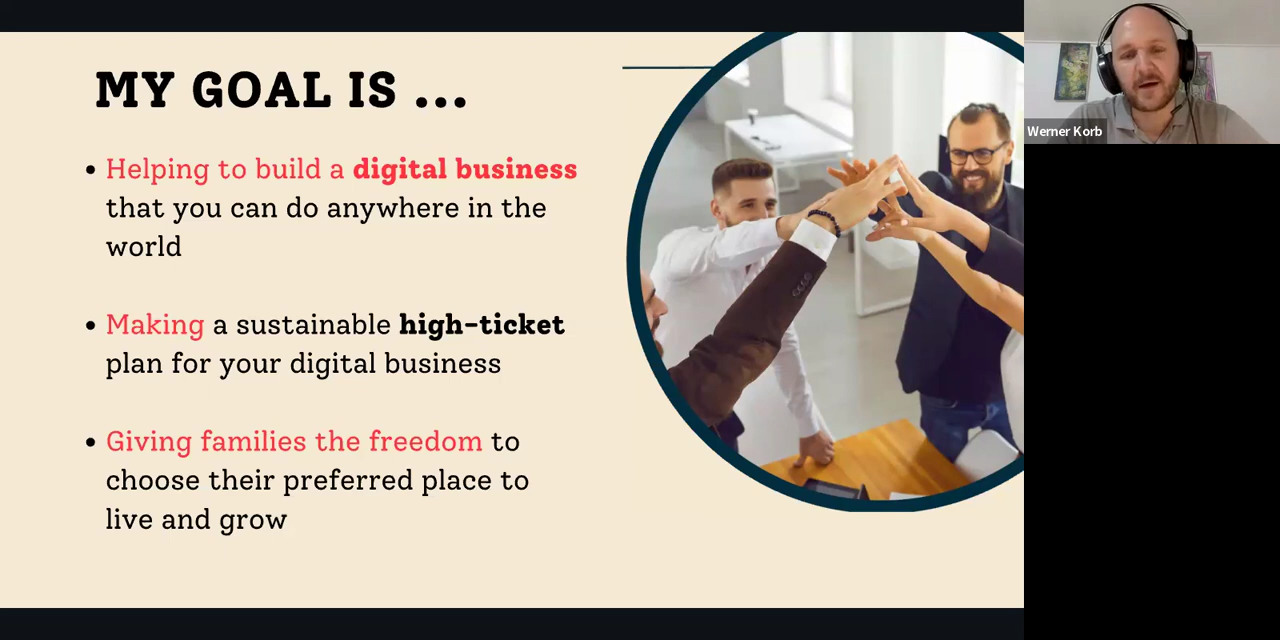 MY GOAL IS ...
Helping to build a digital business
that you can do anywhere in the
world
Making a sustainable high-ticket
plan for your digital business
Giving families the freedom to
choose their preferred place to
live and grow
Werner Korb